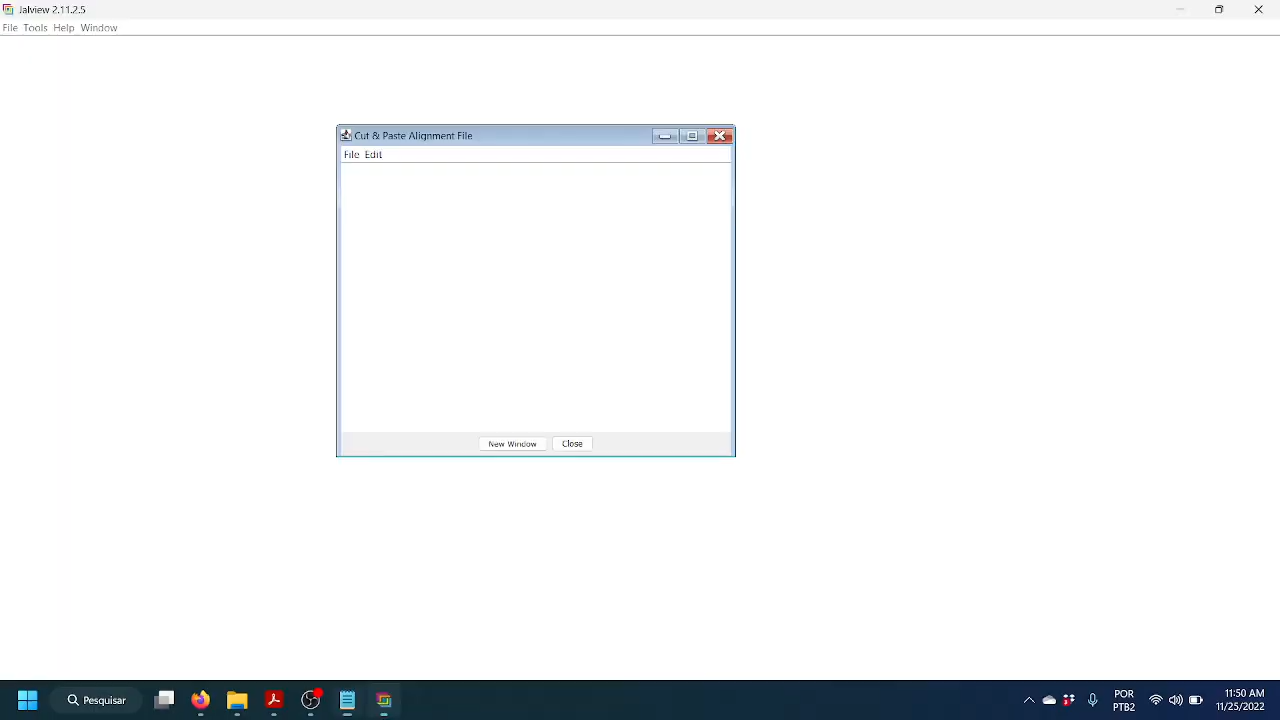 Jalview 2.11.2.5
File Tools Help Window
Cut & Paste Alignment File
File Edit
New Window Close
Pesquisar
3
POR
PTB2
11:50 AM
11/25/2022